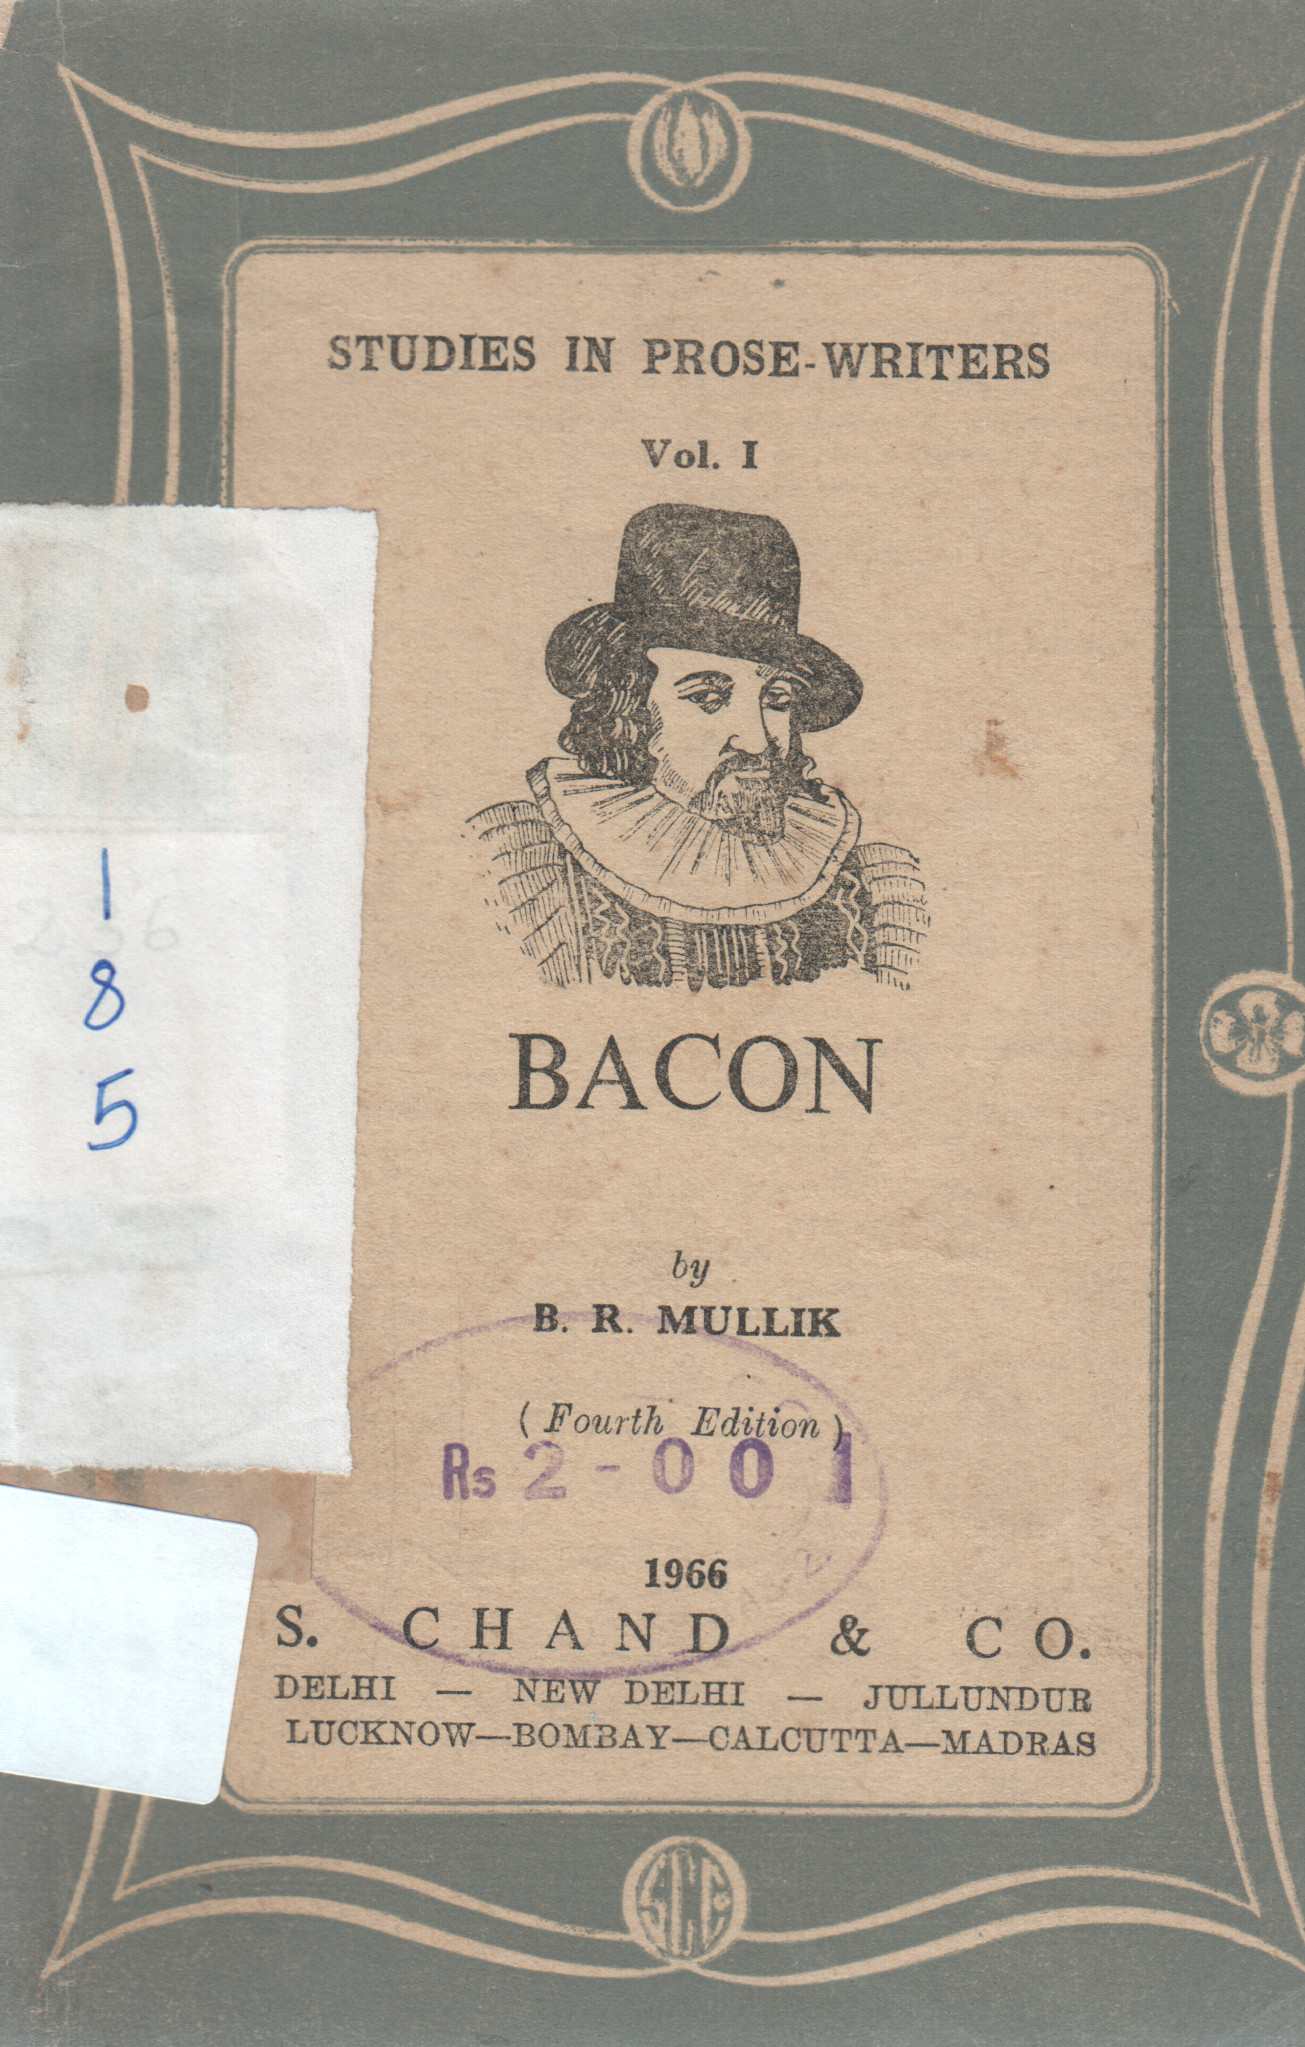 STUDIES IN PROSE-WRITERS
Vol. I
1
8
5
BACON
by
B. R. MULLIK
(Fourth Edition)
Rs 2-00
1966
S. CHAND & CO.
DELHI — NEW DELHI — JULLUNDUR
LUCKNOW—BOMBAY—CALCUTTA—MADRAS